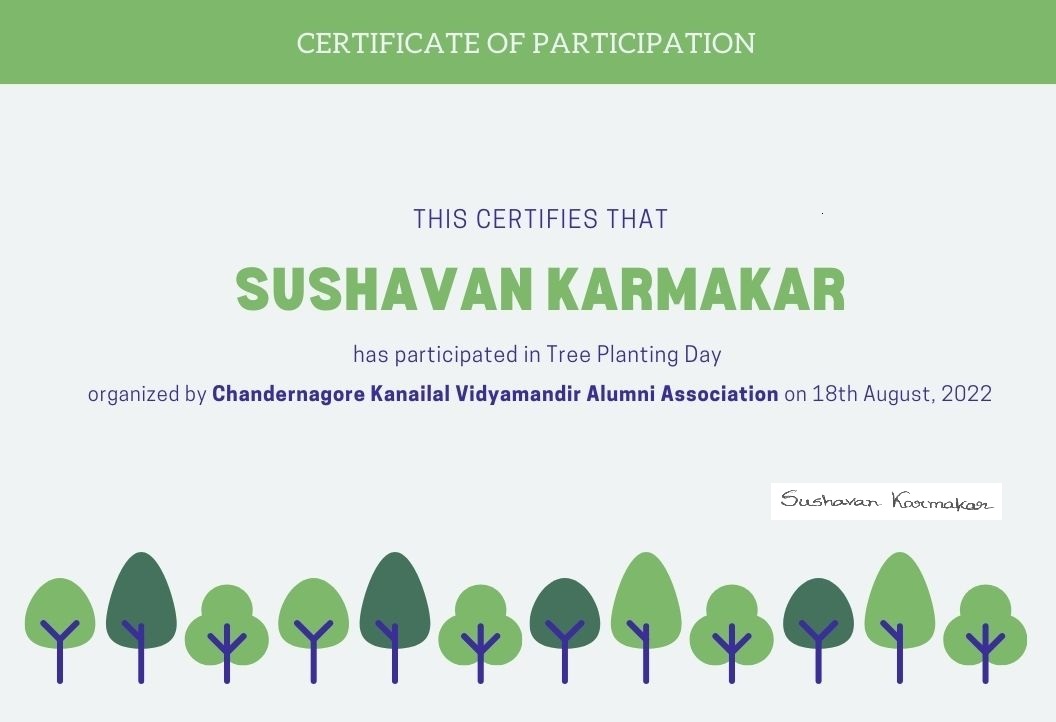 CERTIFICATE OF PARTICIPATION
THIS CERTIFIES THAT
SUSHAVAN KARMAKAR
has participated in Tree Planting Day
organized by Chandernagore Kanailal Vidyamandir Alumni Association on 18th August, 2022
Sushavan Karmakar